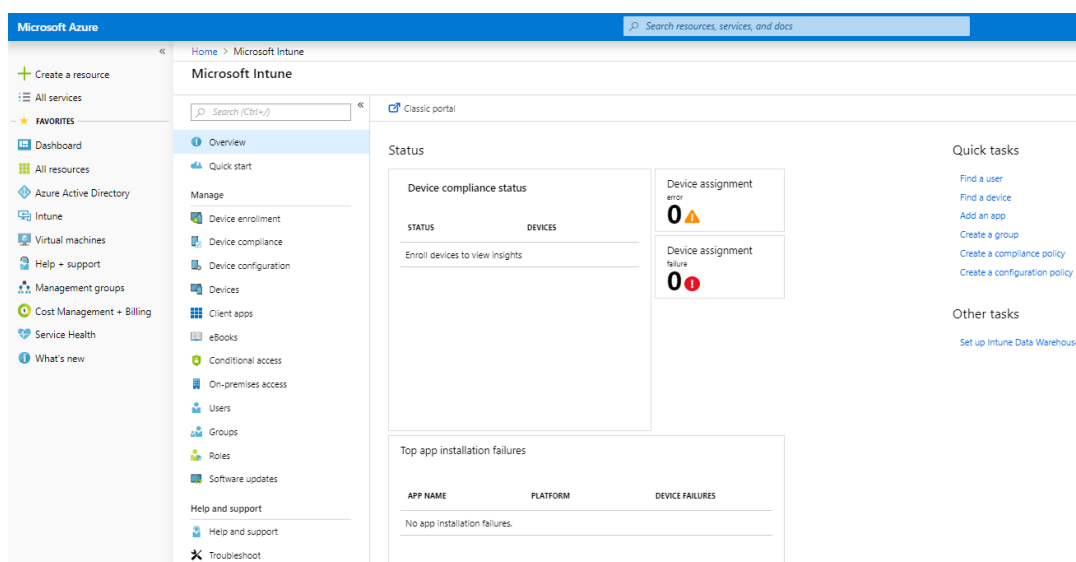 Microsoft Azure
Search resources, services, and docs
«
Home > Microsoft Intune
Microsoft Intune
Create a resource
All services
FAVORITES
Dashboard
All resources
Azure Active Directory
Intune
Virtual machines
Help + support
Management groups
Cost Management + Billing
Service Health
What's new
Search (Ctrl+/)
«
Overview
Quick start
Manage
Device enrollment
Device compliance
Device configuration
Devices
Client apps
eBooks
Conditional access
On-premises access
Users
Groups
Roles
Software updates
Help and support
Help and support
Troubleshoot
Classic portal
Status
Device compliance status
STATUS DEVICES
Enroll devices to view insights
Device assignment
error
0
Device assignment
failure
0
Top app installation failures
APP NAME PLATFORM DEVICE FAILURES
No app installation failures.
Quick tasks
Find a user
Find a device
Add an app
Create a group
Create a compliance policy
Create a configuration policy
Other tasks
Set up Intune Data Warehouse